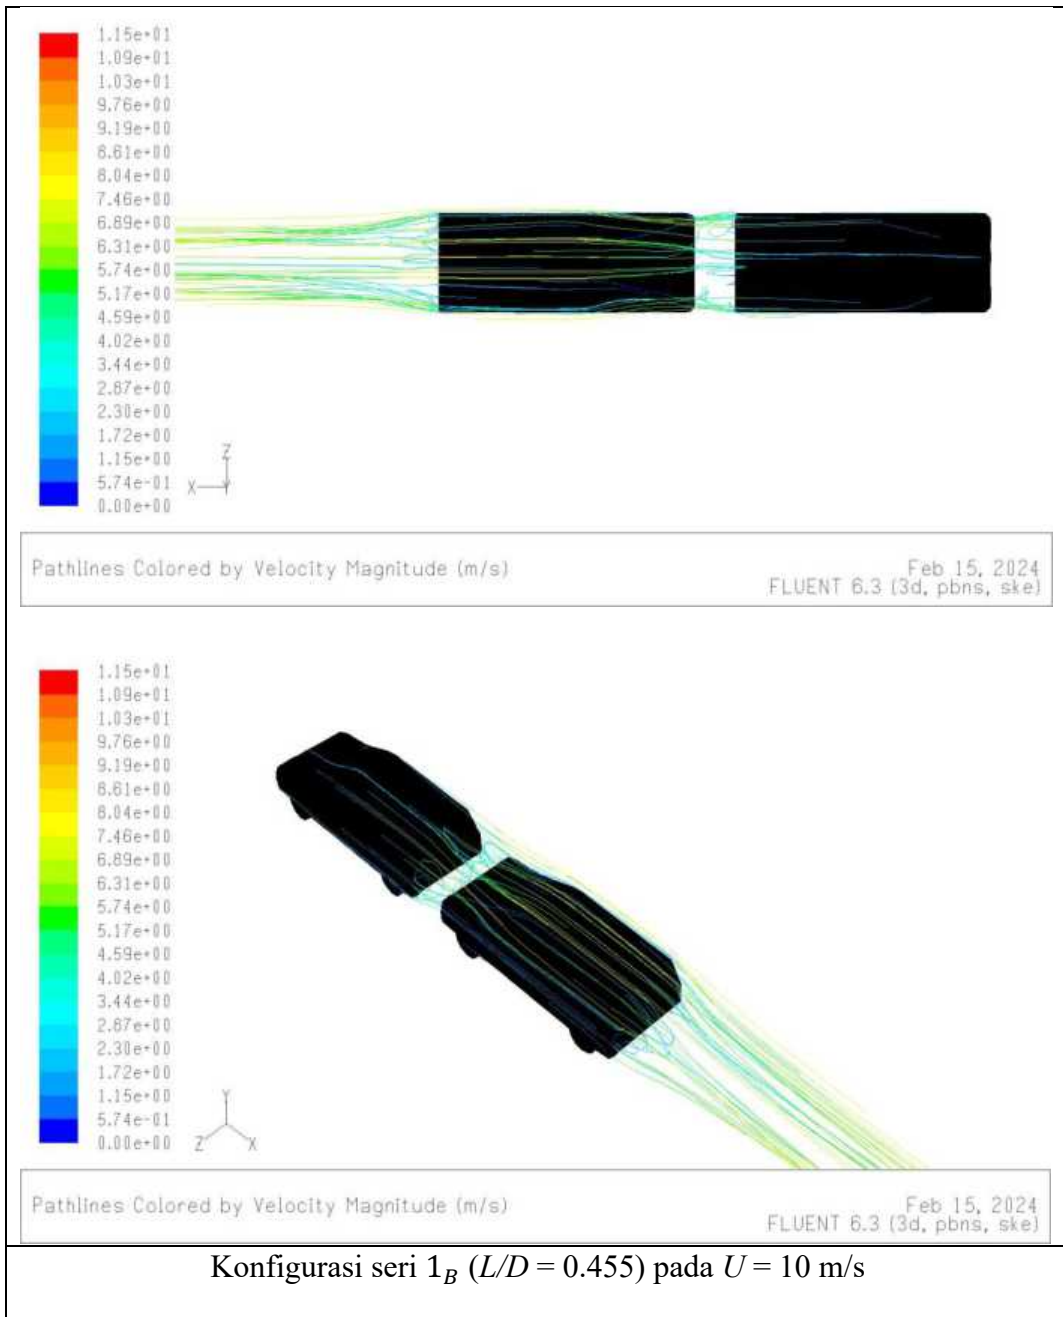 1.15e+01
1.09e+01
1.03e+01
9.76e+00
9.19e+00
8.61e+00
8.04e+00
7.46e+00
6.89e+00
6.31e+00
5.74e+00
5.17e+00
4.59e+00
4.02e+00
3.44e+00
2.87e+00
2.30e+00
1.72e+00
1.15e+00
5.74e-01
0.00e+00
Z
X
Y
Pathlines Colored by Velocity Magnitude (m/s)
Feb 15, 2024
FLUENT 6.3 (3d, pbns, ske)
1.15e+01
1.09e+01
1.03e+01
9.76e+00
9.19e+00
8.61e+00
8.04e+00
7.46e+00
6.89e+00
6.31e+00
5.74e+00
5.17e+00
4.59e+00
4.02e+00
3.44e+00
2.87e+00
2.30e+00
1.72e+00
1.15e+00
5.74e-01
0.00e+00
Y
Z
X
Pathlines Colored by Velocity Magnitude (m/s)
Feb 15, 2024
FLUENT 6.3 (3d, pbns, ske)
Konfigurasi seri 1_B (L/D = 0.455) pada U = 10 m/s